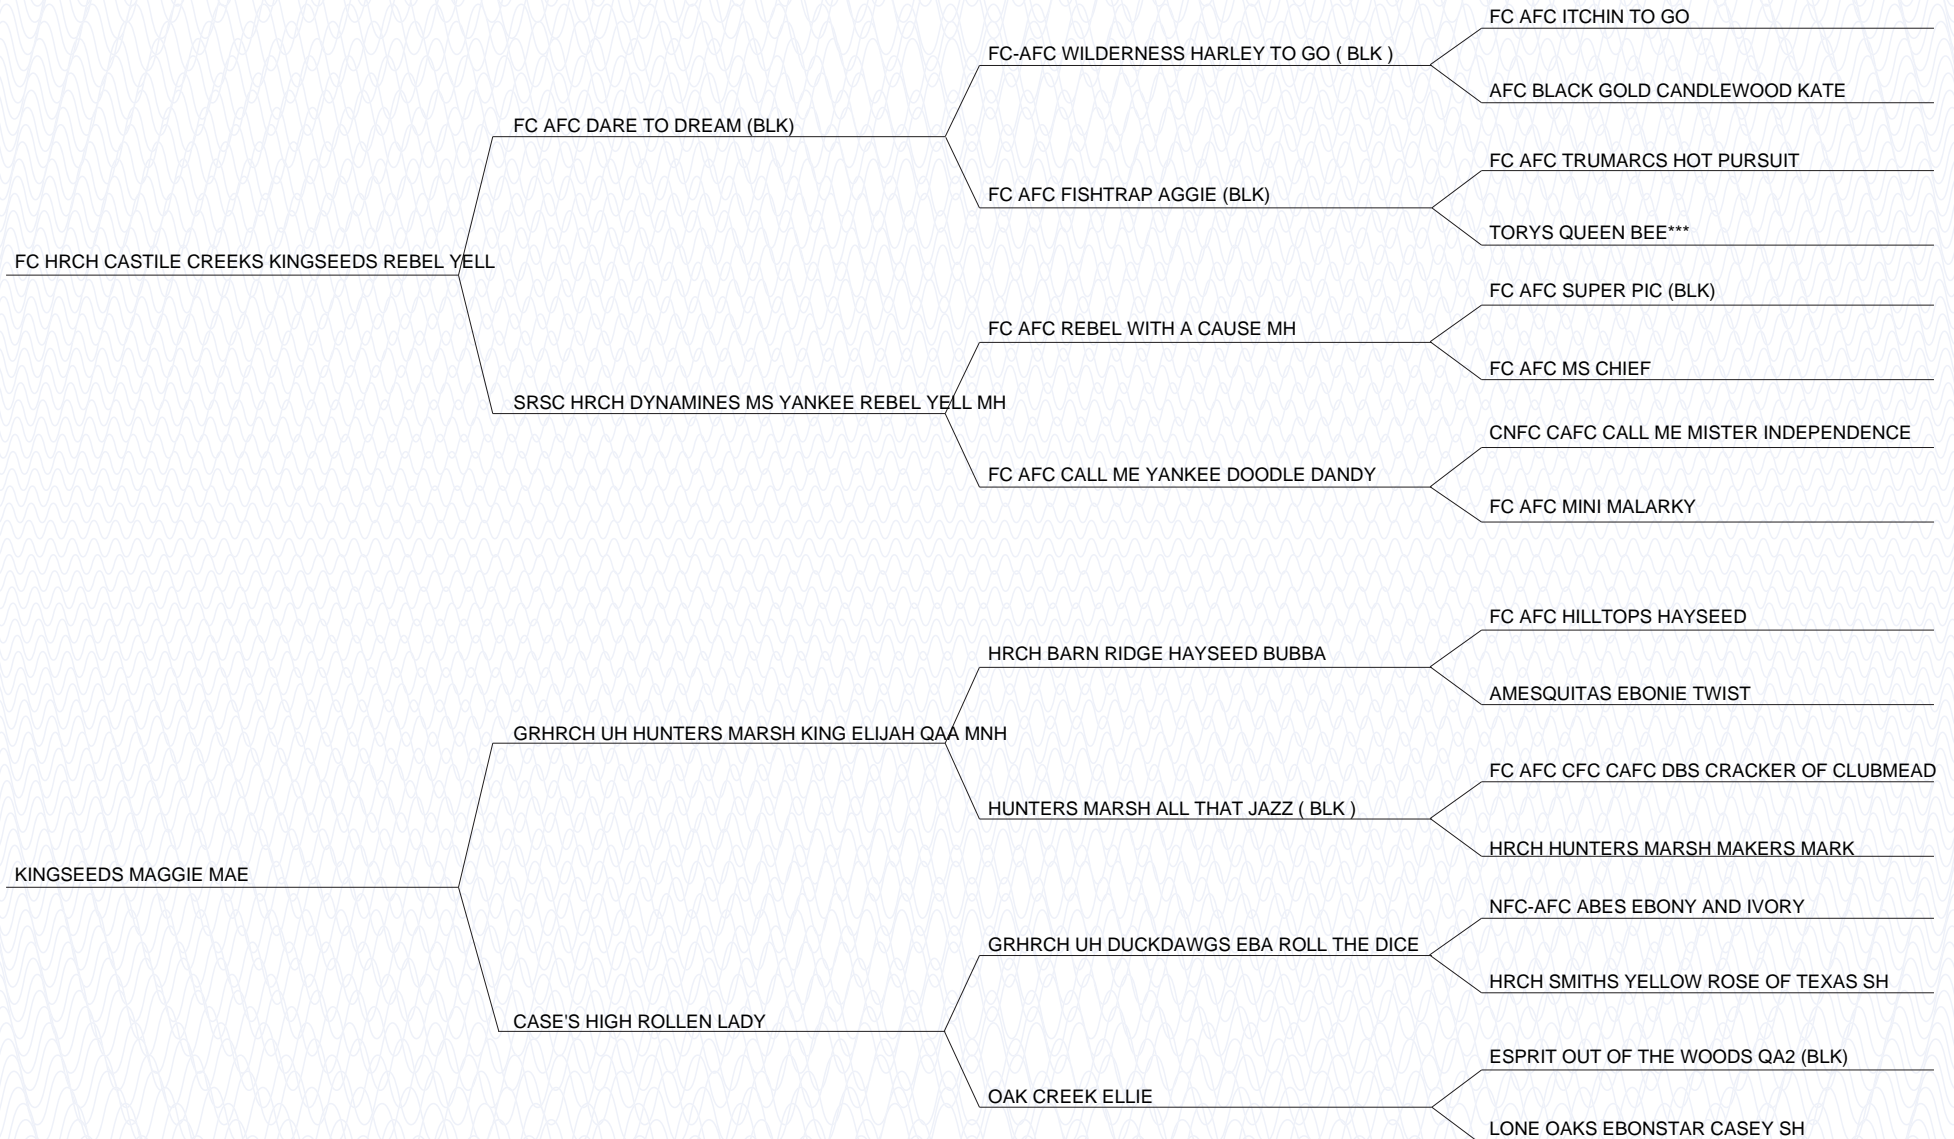 FC AFC ITCHIN TO GO
FC-AFC WILDERNESS HARLEY TO GO ( BLK )
AFC BLACK GOLD CANDLEWOOD KATE
FC AFC DARE TO DREAM (BLK)
FC AFC TRUMARCS HOT PURSUIT
FC AFC FISHTRAP AGGIE (BLK)
TORYS QUEEN BEE***
FC HRCH CASTILE CREEKS KINGSEEDS REBEL YELL
FC AFC SUPER PIC (BLK)
FC AFC REBEL WITH A CAUSE MH
FC AFC MS CHIEF
SRSC HRCH DYNAMINES MS YANKEE REBEL YELL MH
CNFC CAFC CALL ME MISTER INDEPENDENCE
FC AFC CALL ME YANKEE DOODLE DANDY
FC AFC MINI MALARKY
FC AFC HILLTOPS HAYSEED
HRCH BARN RIDGE HAYSEED BUBBA
AMESQUITAS EBONIE TWIST
GRHRCH UH HUNTERS MARSH KING ELIJAH QAA MNH
FC AFC CFC CAFC DBS CRACKER OF CLUBMEAD
HUNTERS MARSH ALL THAT JAZZ ( BLK )
HRCH HUNTERS MARSH MAKERS MARK
KINGSEEDS MAGGIE MAE
NFC-AFC ABES EBONY AND IVORY
GRHRCH UH DUCKDAWGS EBA ROLL THE DICE
HRCH SMITHS YELLOW ROSE OF TEXAS SH
CASE'S HIGH ROLLEN LADY
ESPRIT OUT OF THE WOODS QA2 (BLK)
OAK CREEK ELLIE
LONE OAKS EBONSTAR CASEY SH